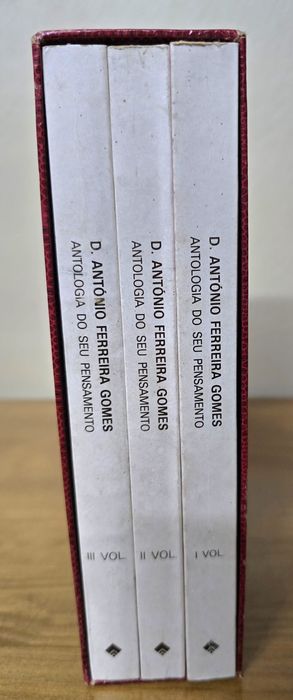 D. ANTÓNIO FERREIRA GOMES
ANTOLOGIA DO SEU PENSAMENTO
III VOL.
D. ANTÓNIO FERREIRA GOMES
ANTOLOGIA DO SEU PENSAMENTO
II VOL.
D. ANTÓNIO FERREIRA GOMES
ANTOLOGIA DO SEU PENSAMENTO
I VOL.